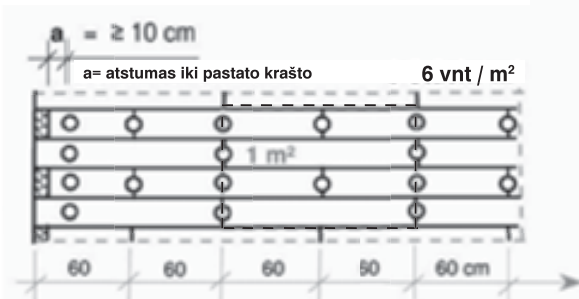 a = ≥ 10 cm
a= atstumas iki pastato krašto
6 vnt / m²
1 m²
60 60 60 60 60 cm